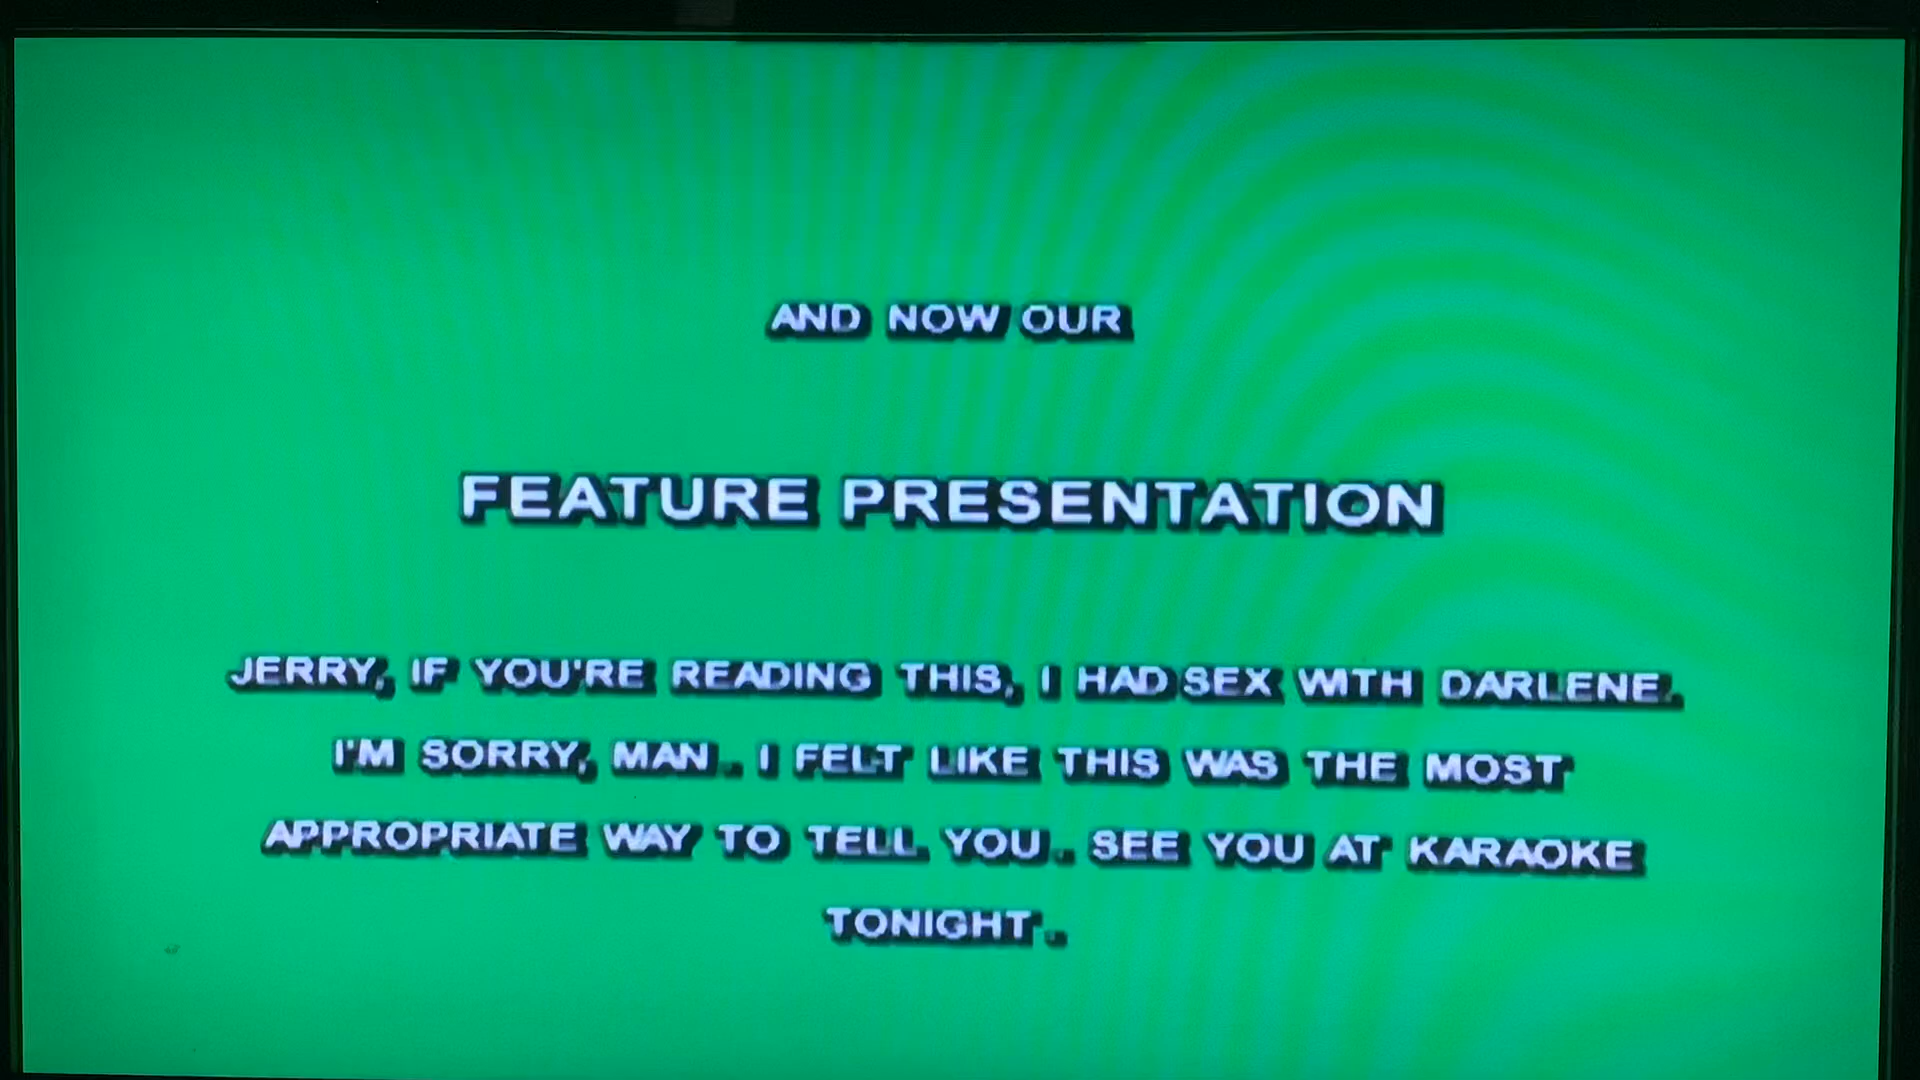 AND NOW OUR
FEATURE PRESENTATION
JERRY, IF YOU'RE READING THIS, I HAD SEX WITH DARLENE.
I'M SORRY, MAN. I FELT LIKE THIS WAS THE MOST
APPROPRIATE WAY TO TELL YOU. SEE YOU AT KARAOKE
TONIGHT.